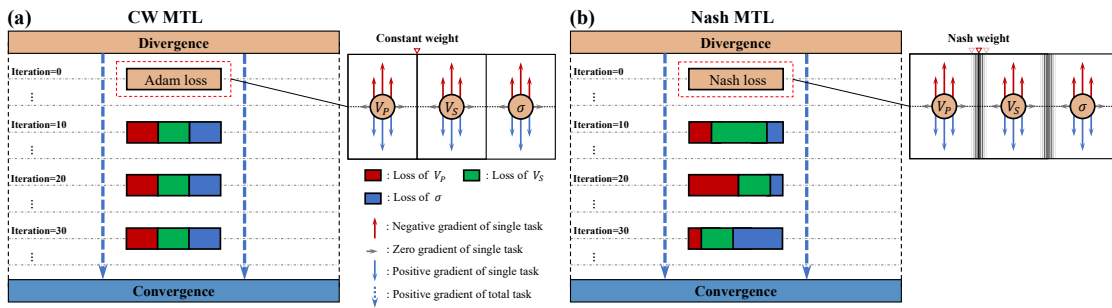 (a)
CW MTL
Divergence
Iteration=0
Adam loss
⋮
Iteration=10
⋮
Iteration=20
⋮
Iteration=30
⋮
Convergence
Constant weight
V_P
V_S
σ
: Loss of V_P
: Loss of V_S
: Loss of σ
: Negative gradient of single task
: Zero gradient of single task
: Positive gradient of single task
: Positive gradient of total task
(b)
Nash MTL
Divergence
Iteration=0
Nash loss
⋮
Iteration=10
⋮
Iteration=20
⋮
Iteration=30
⋮
Convergence
Nash weight
V_P
V_S
σ